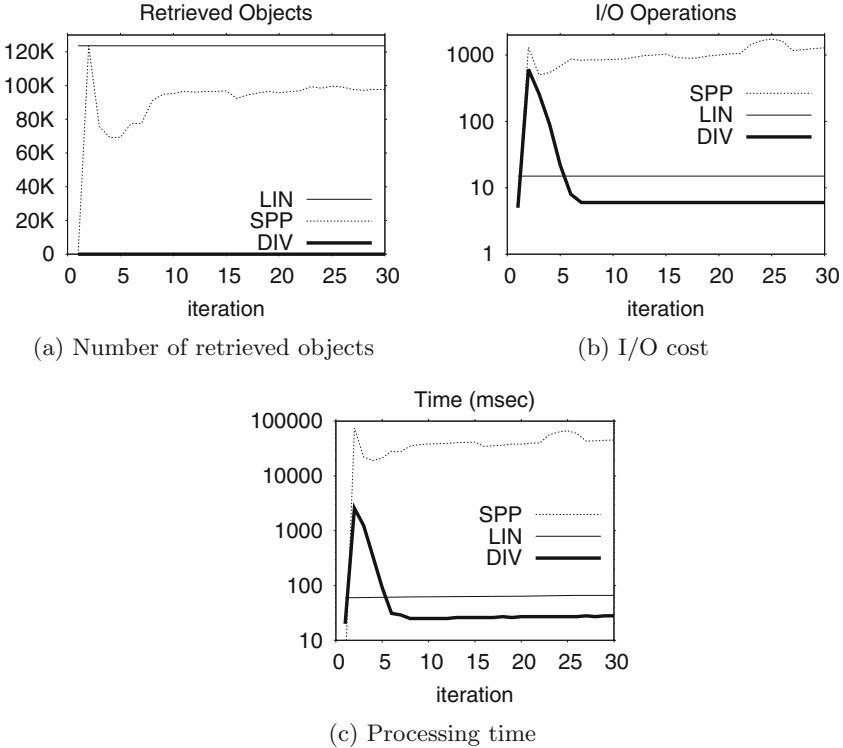 Retrieved Objects
120K
100K
80K
60K
40K
20K
0
LIN
SPP
DIV
0 5 10 15 20 25 30
iteration
(a) Number of retrieved objects
I/O Operations
1000
100
10
1
SPP
LIN
DIV
0 5 10 15 20 25 30
iteration
(b) I/O cost
Time (msec)
100000
10000
1000
100
10
SPP
LIN
DIV
0 5 10 15 20 25 30
iteration
(c) Processing time